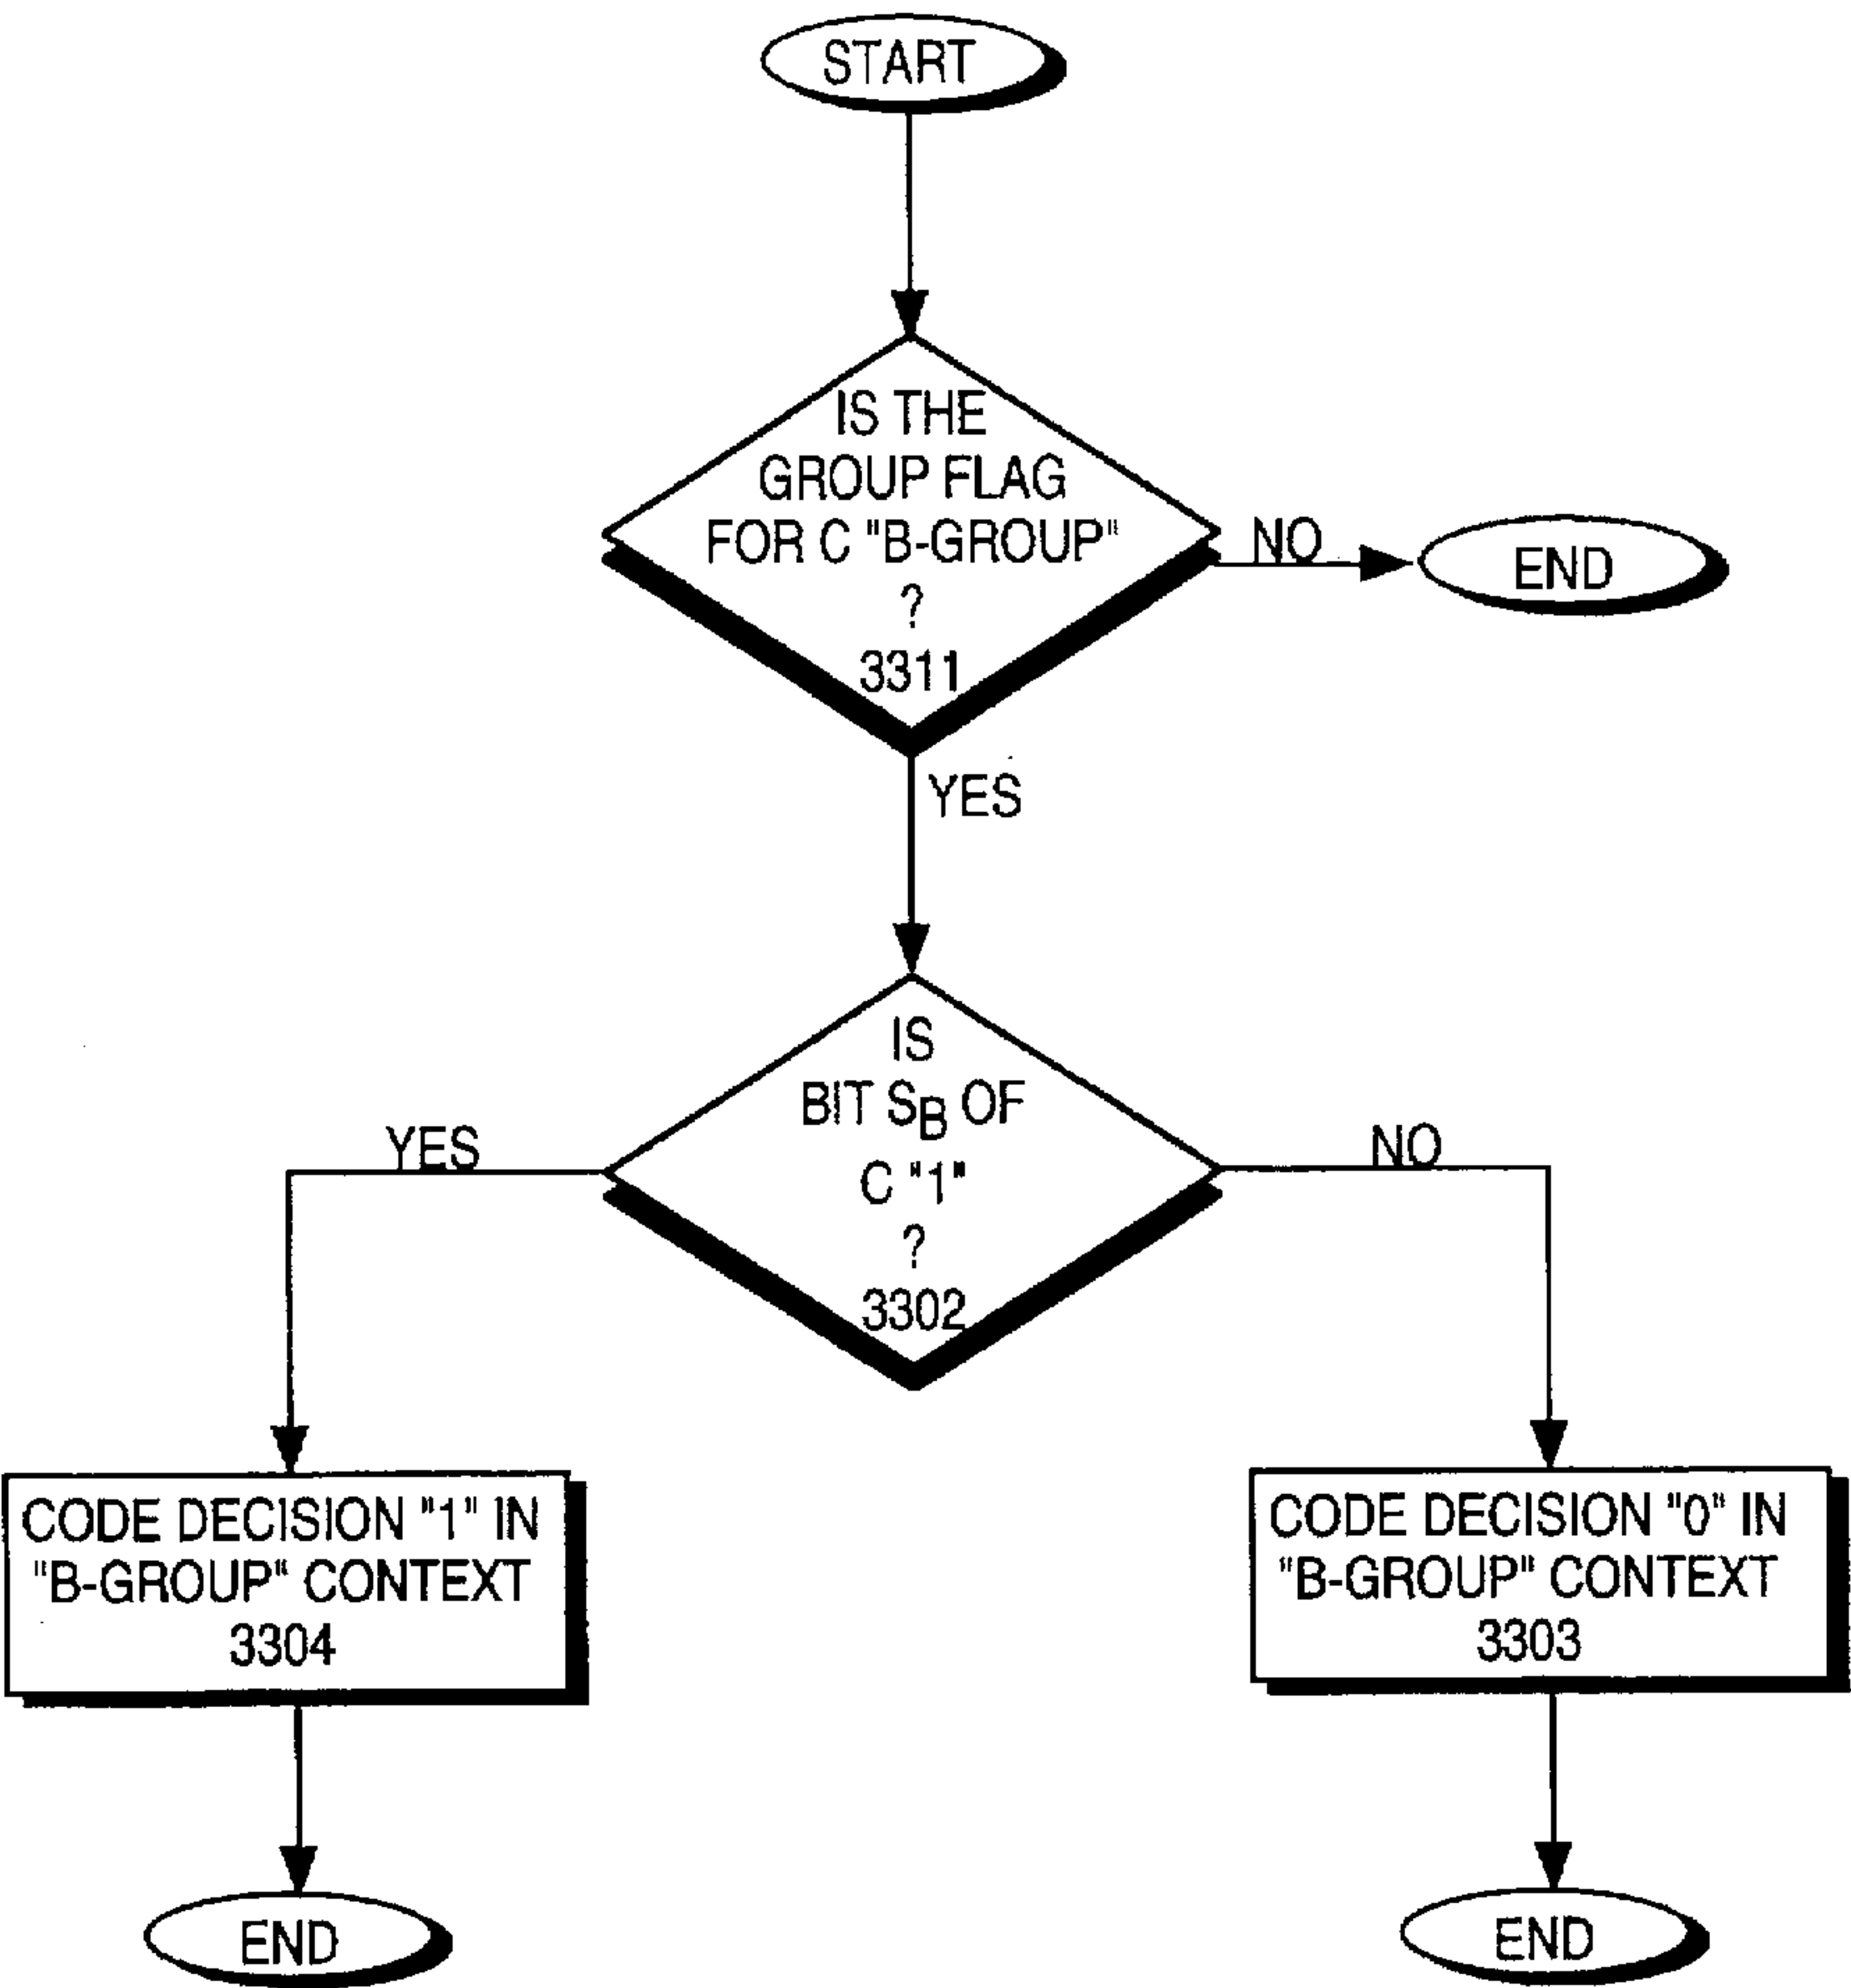 START
IS THE
GROUP FLAG
FOR C "B-GROUP"
?
3311
NO
END
YES
IS
BIT SB OF
C "1"
?
3302
YES
NO
CODE DECISION "1" IN
"B-GROUP" CONTEXT
3304
CODE DECISION "0" IN
"B-GROUP" CONTEXT
3303
END
END